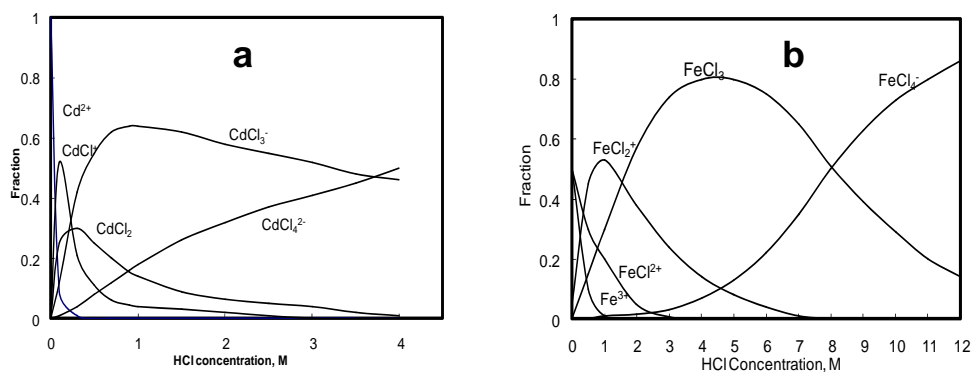 a
1
0.8
0.6
0.4
0.2
0
Fraction
Cd²⁺
CdCl⁺
CdCl₂
CdCl₃⁻
CdCl₄²⁻
0 1 2 3 4
HCl concentration, M
b
1
0.8
0.6
0.4
0.2
0
Fraction
FeCl₃
FeCl₄⁻
FeCl₂⁺
FeCl²⁺
Fe³⁺
0 1 2 3 4 5 6 7 8 9 10 11 12
HCl concentration, M